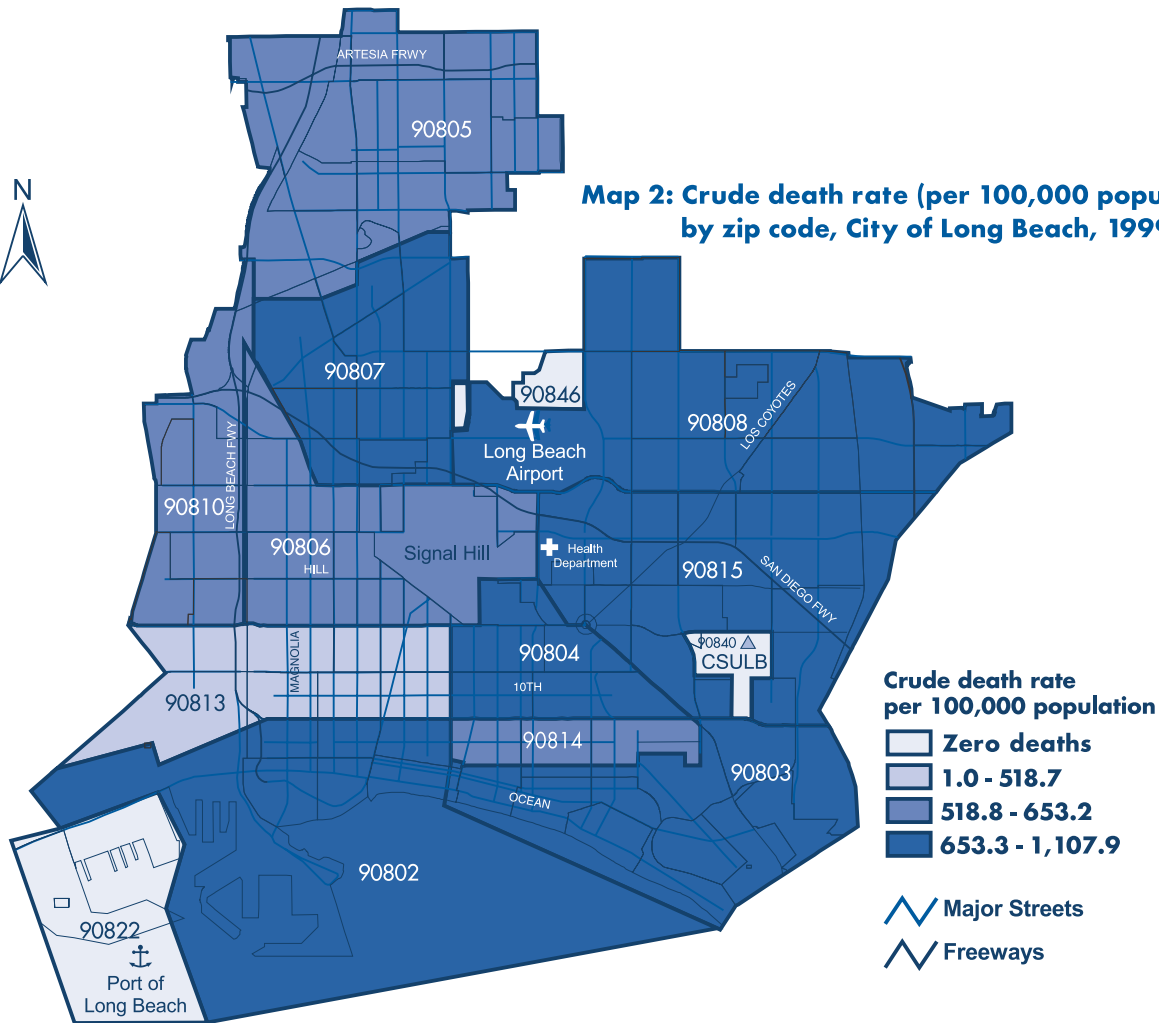 ARTESIA FRWY
90805
N
Map 2: Crude death rate (per 100,000 popu
by zip code, City of Long Beach, 199
90807
90846
90808
LOS COYOTES
Long Beach
Airport
LONG BEACH FWY
90810
90806
HILL
Signal Hill
Health
Department
90815
SAN DIEGO FWY
90840
CSULB
MAGNOLIA
90804
10TH
90813
90814
90803
OCEAN
90802
90822
Port of
Long Beach
Crude death rate
per 100,000 population
Zero deaths
1.0 - 518.7
518.8 - 653.2
653.3 - 1,107.9
Major Streets
Freeways